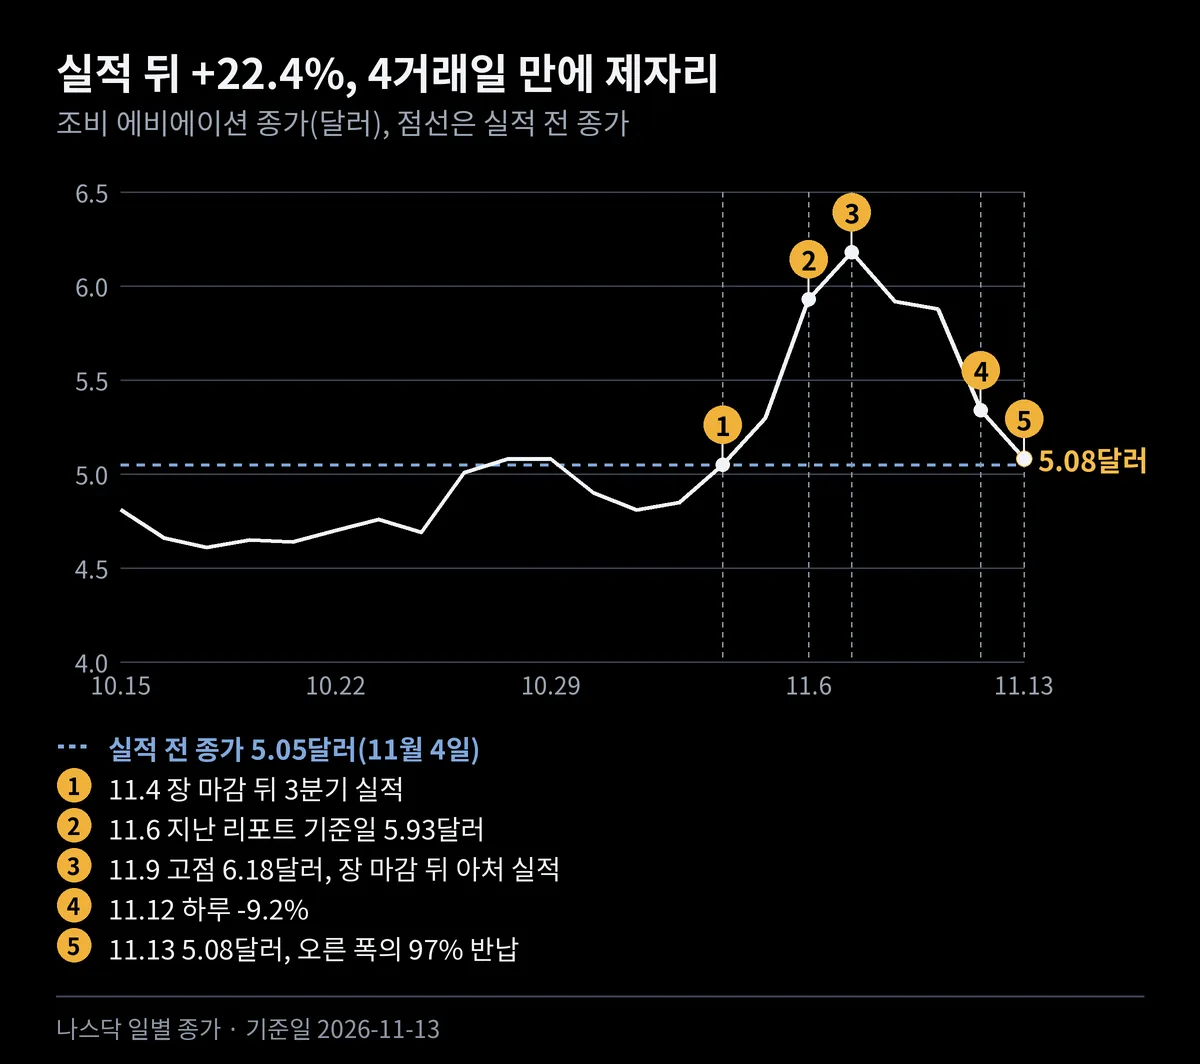 실적 뒤 +22.4%, 4거래일 만에 제자리
조비 에비에이션 종가(달러), 점선은 실적 전 종가
6.5
6.0
5.5
5.0
4.5
4.0
1
2
3
4
5
5.08달러
10.15
10.22
10.29
11.6
11.13
실적 전 종가 5.05달러(11월 4일)
1 11.4 장 마감 뒤 3분기 실적
2 11.6 지난 리포트 기준일 5.93달러
3 11.9 고점 6.18달러, 장 마감 뒤 아처 실적
4 11.12 하루 -9.2%
5 11.13 5.08달러, 오른 폭의 97% 반납
나스닥 일별 종가 · 기준일 2026-11-13